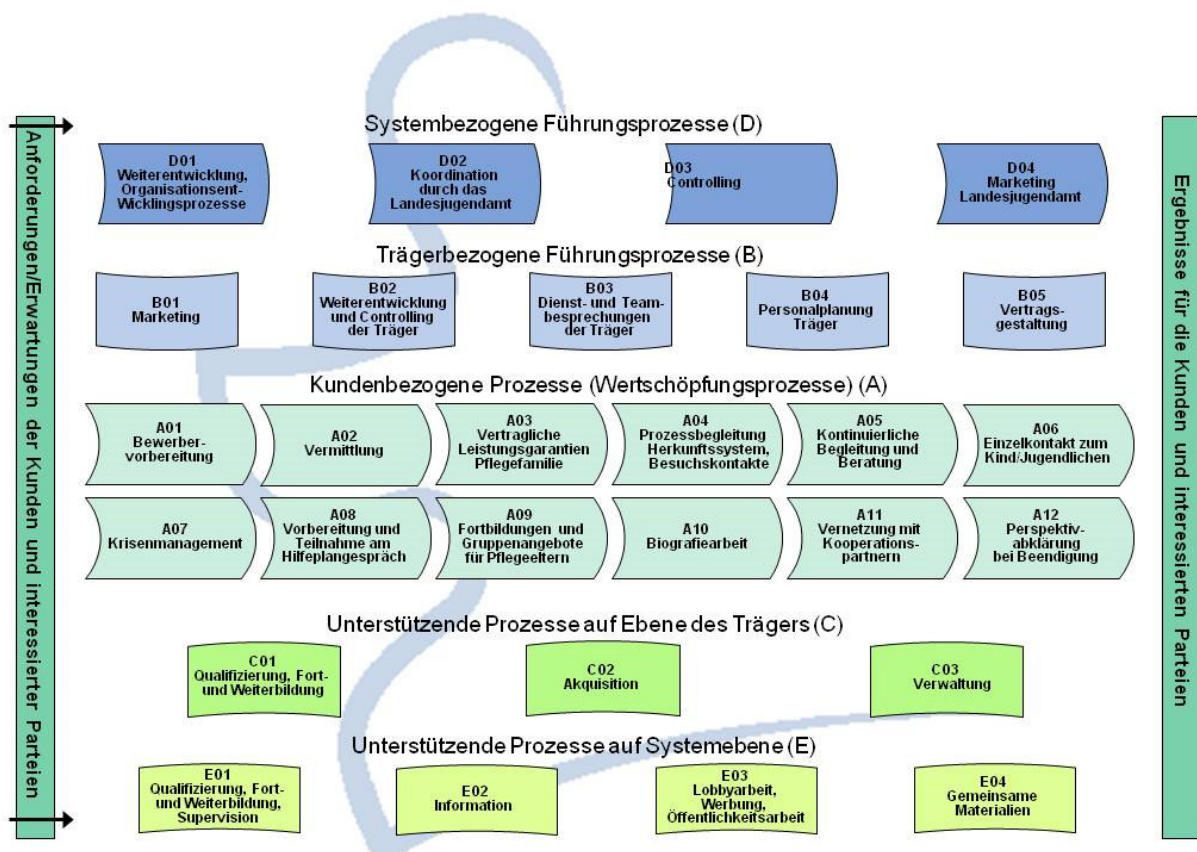 Anforderungen/Erwartungen der Kunden und interessierter Parteien
Systembezogene Führungsprozesse (D)
D01
Weiterentwicklung,
Organisationsent-
Wicklingsprozesse
D02
Koordination
durch das
Landesjugendamt
D03
Controlling
D04
Marketing
Landesjugendamt
Trägerbezogene Führungsprozesse (B)
B01
Marketing
B02
Weiterentwicklung
und Controlling
der Träger
B03
Dienst- und Team-
besprechungen
der Träger
B04
Personalplanung
Träger
B05
Vertrags-
gestaltung
Kundenbezogene Prozesse (Wertschöpfungsprozesse) (A)
A01
Bewerber-
vorbereitung
A02
Vermittlung
A03
Vertragliche
Leistungsgarantien
Pflegefamilie
A04
Prozessbegleitung
Herkunftssystem,
Besuchskontakte
A05
Kontinuierliche
Begleitung und
Beratung
A06
Einzelkontakt zum
Kind/Jugendlichen
A07
Krisenmanagement
A08
Vorbereitung und
Teilnahme am
Hilfeplangespräch
A09
Fortbildungen und
Gruppenangebote
für Pflegeeltern
A10
Biografiearbeit
A11
Vernetzung mit
Kooperations-
partnern
A12
Perspektiv-
abklärung
bei Beendigung
Unterstützende Prozesse auf Ebene des Trägers (C)
C01
Qualifizierung, Fort-
und Weiterbildung
C02
Akquisition
C03
Verwaltung
Unterstützende Prozesse auf Systemebene (E)
E01
Qualifizierung, Fort-
und Weiterbildung,
Supervision
E02
Information
E03
Lobbyarbeit,
Werbung,
Öffentlichkeitsarbeit
E04
Gemeinsame
Materialien
Ergebnisse für die Kunden und interessierten Parteien